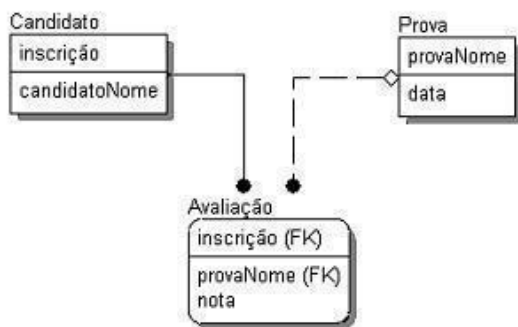 Candidato
inscrição
candidatoNome
Prova
provaNome
data
Avaliação
inscrição (FK)
provaNome (FK)
nota